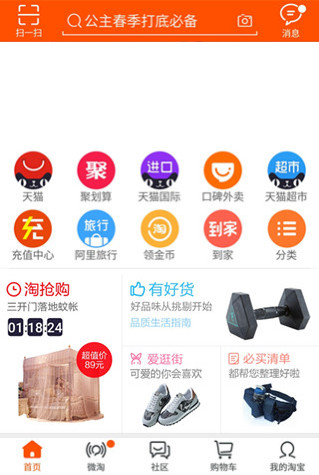 扫一扫
公主春季打底必备
消息
聚
进口
超市
天猫
聚划算
天猫国际
口碑外卖
天猫超市
充
旅行
淘
到家
充值中心
阿里旅行
领金币
到家
分类
淘抢购
三开门落地蚊帐
01:18:24
超值价
89元
有好货
好品味从挑剔开始
品质生活指南
爱逛街
可爱的你会喜欢
必买清单
都帮您整理好啦
首页
微淘
社区
购物车
我的淘宝